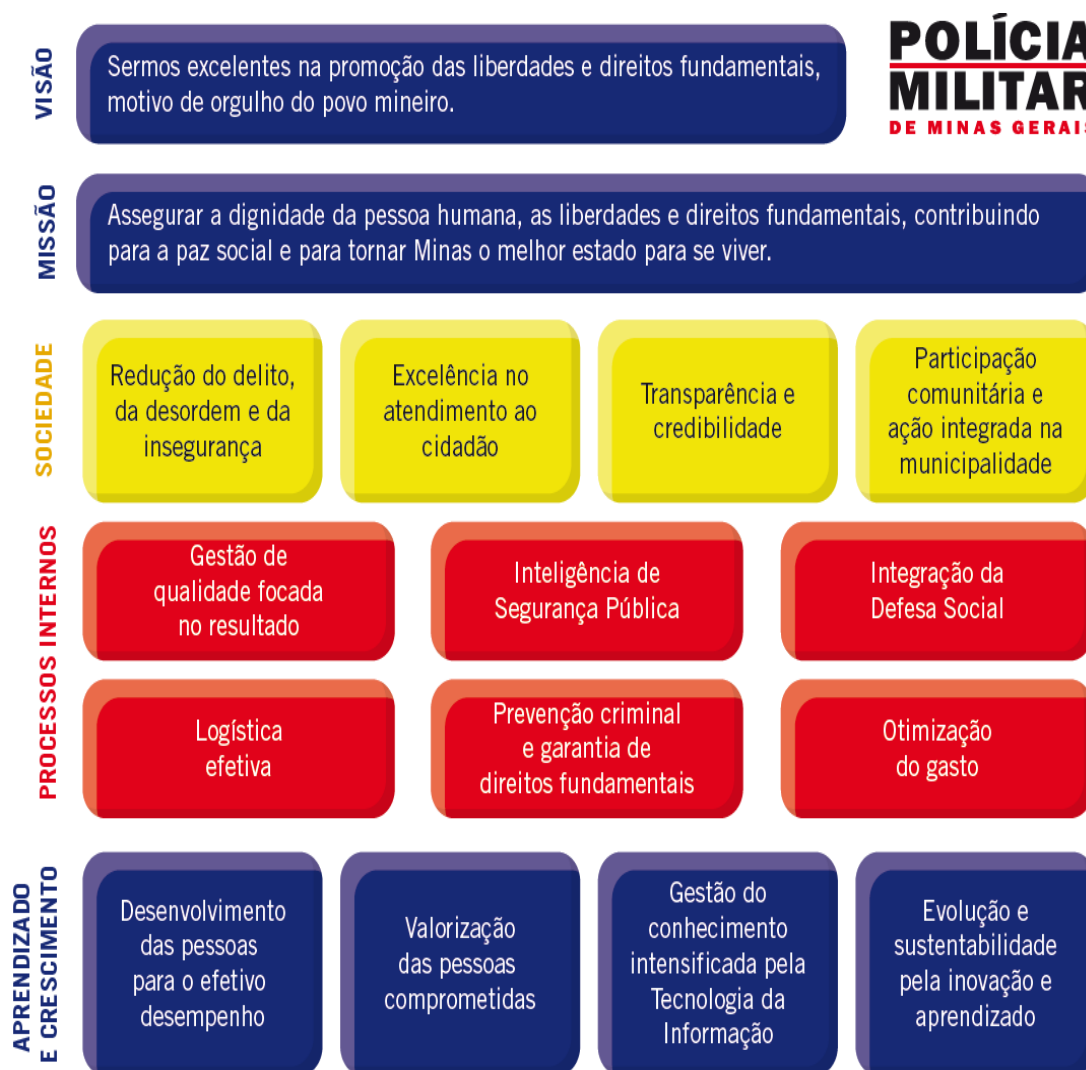 VISÃO
Sermos excelentes na promoção das liberdades e direitos fundamentais,
motivo de orgulho do povo mineiro.
POLÍCIA
MILITAR
DE MINAS GERAIS
MISSÃO
Assegurar a dignidade da pessoa humana, as liberdades e direitos fundamentais, contribuindo
para a paz social e para tornar Minas o melhor estado para se viver.
SOCIEDADE
Redução do delito,
da desordem e da
insegurança
Excelência no
atendimento ao
cidadão
Transparência e
credibilidade
Participação
comunitária e
ação integrada na
municipalidade
PROCESSOS INTERNOS
Gestão de
qualidade focada
no resultado
Inteligência de
Segurança Pública
Integração da
Defesa Social
Logística
efetiva
Prevenção criminal
e garantia de
direitos fundamentais
Otimização
do gasto
APRENDIZADO
E CRESCIMENTO
Desenvolvimento
das pessoas
para o efetivo
desempenho
Valorização
das pessoas
comprometidas
Gestão do
conhecimento
intensificada pela
Tecnologia da
Informação
Evolução e
sustentabilidade
pela inovação e
aprendizado